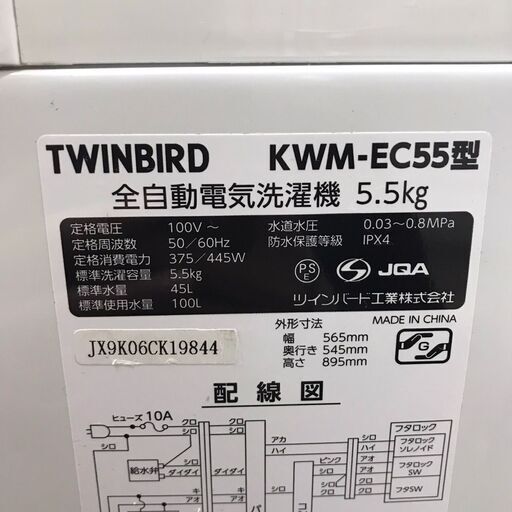 TWINBIRD KWM-EC55型
全自動電気洗濯機 5.5kg
定格電圧 100V～
定格周波数 50/60Hz
定格消費電力 375/445W
標準洗濯容量 5.5kg
標準水量 45L
標準使用水量 100L
水道水圧 0.03～0.8MPa
防水保護等級 IPX4
PSE JQA
ツインバード工業株式会社
外形寸法
幅 565mm
奥行き 545mm
高さ 895mm
MADE IN CHINA
G
JX9K06CK19844
配線図
ヒューズ 10A
クロ クロ
シロ シロ
アカ
ハイ
シロ
フタロック
フタロック
ソレノイド
ピンク
シロ
アオ
アオ
フタロック
SW
フタSW
給水弁
シロ
ダイダイ ダイダイ
キ キ
アオ アオ
パ
コ